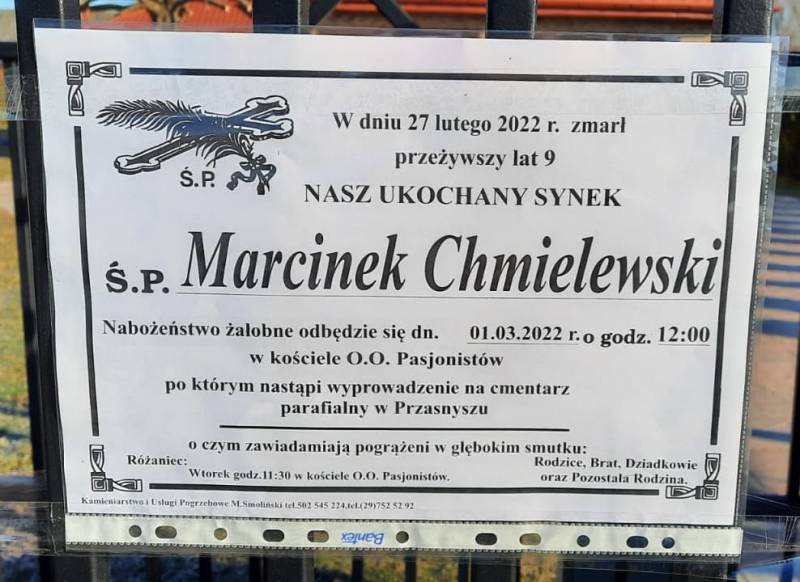 W dniu 27 lutego 2022 r. zmarł
przeżywszy lat 9
Ś.P.
NASZ UKOCHANY SYNEK
Ś.P. Marcinek Chmielewski
Nabożeństwo żałobne odbędzie się dn. 01.03.2022 r. o godz. 12:00
w kościele O.O. Pasjonistów
po którym nastąpi wyprowadzenie na cmentarz
parafialny w Przasnyszu
o czym zawiadamiają pogrążeni w głębokim smutku:
Różaniec:
Wtorek godz.11:30 w kościele O.O. Pasjonistów.
Rodzice, Brat, Dziadkowie
oraz Pozostała Rodzina.
Kamieniarstwo i Usługi Pogrzebowe M.Smoliński tel.502 545 224,tel.(29)752 52 92
Bantex